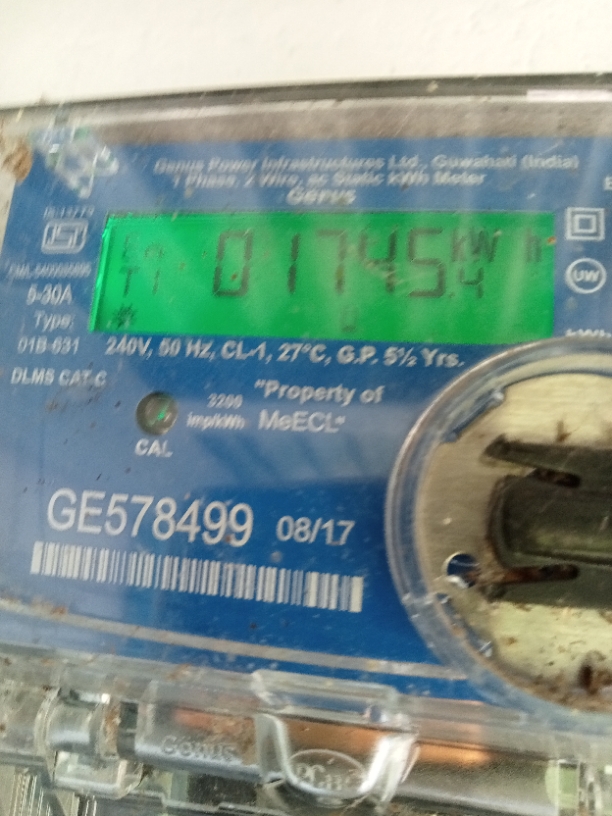 Genus Power Infrastructures Ltd., Guwahati (India)
1 Phase, 2 Wire, ac Static kWh Meter
Genus
01745.4 kWh
T1
5-30A
Type:
01B-631
DLMS CAT-C
UW
240V, 50 Hz, CL-1, 27°C, G.P. 5½ Yrs.
3200
imp/kWh
"Property of
MeECL"
CAL
GE578499 08/17
Genus